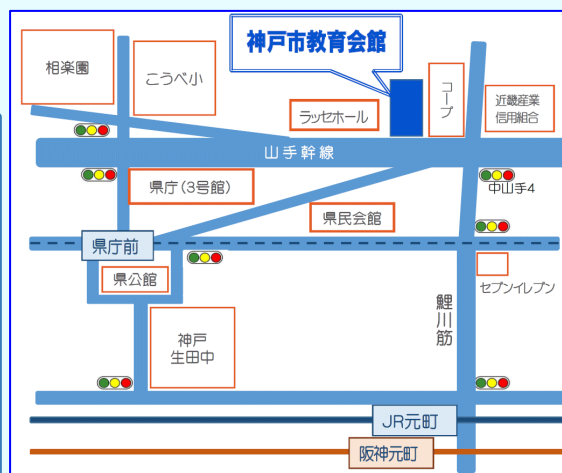 神戸市教育会館
相楽園
こうべ小
コープ
近畿産業
信用組合
ラッセホール
山手幹線
県庁(3号館)
中山手4
県民会館
県庁前
県公館
セブンイレブン
鯉川筋
神戸
生田中
JR元町
阪神元町